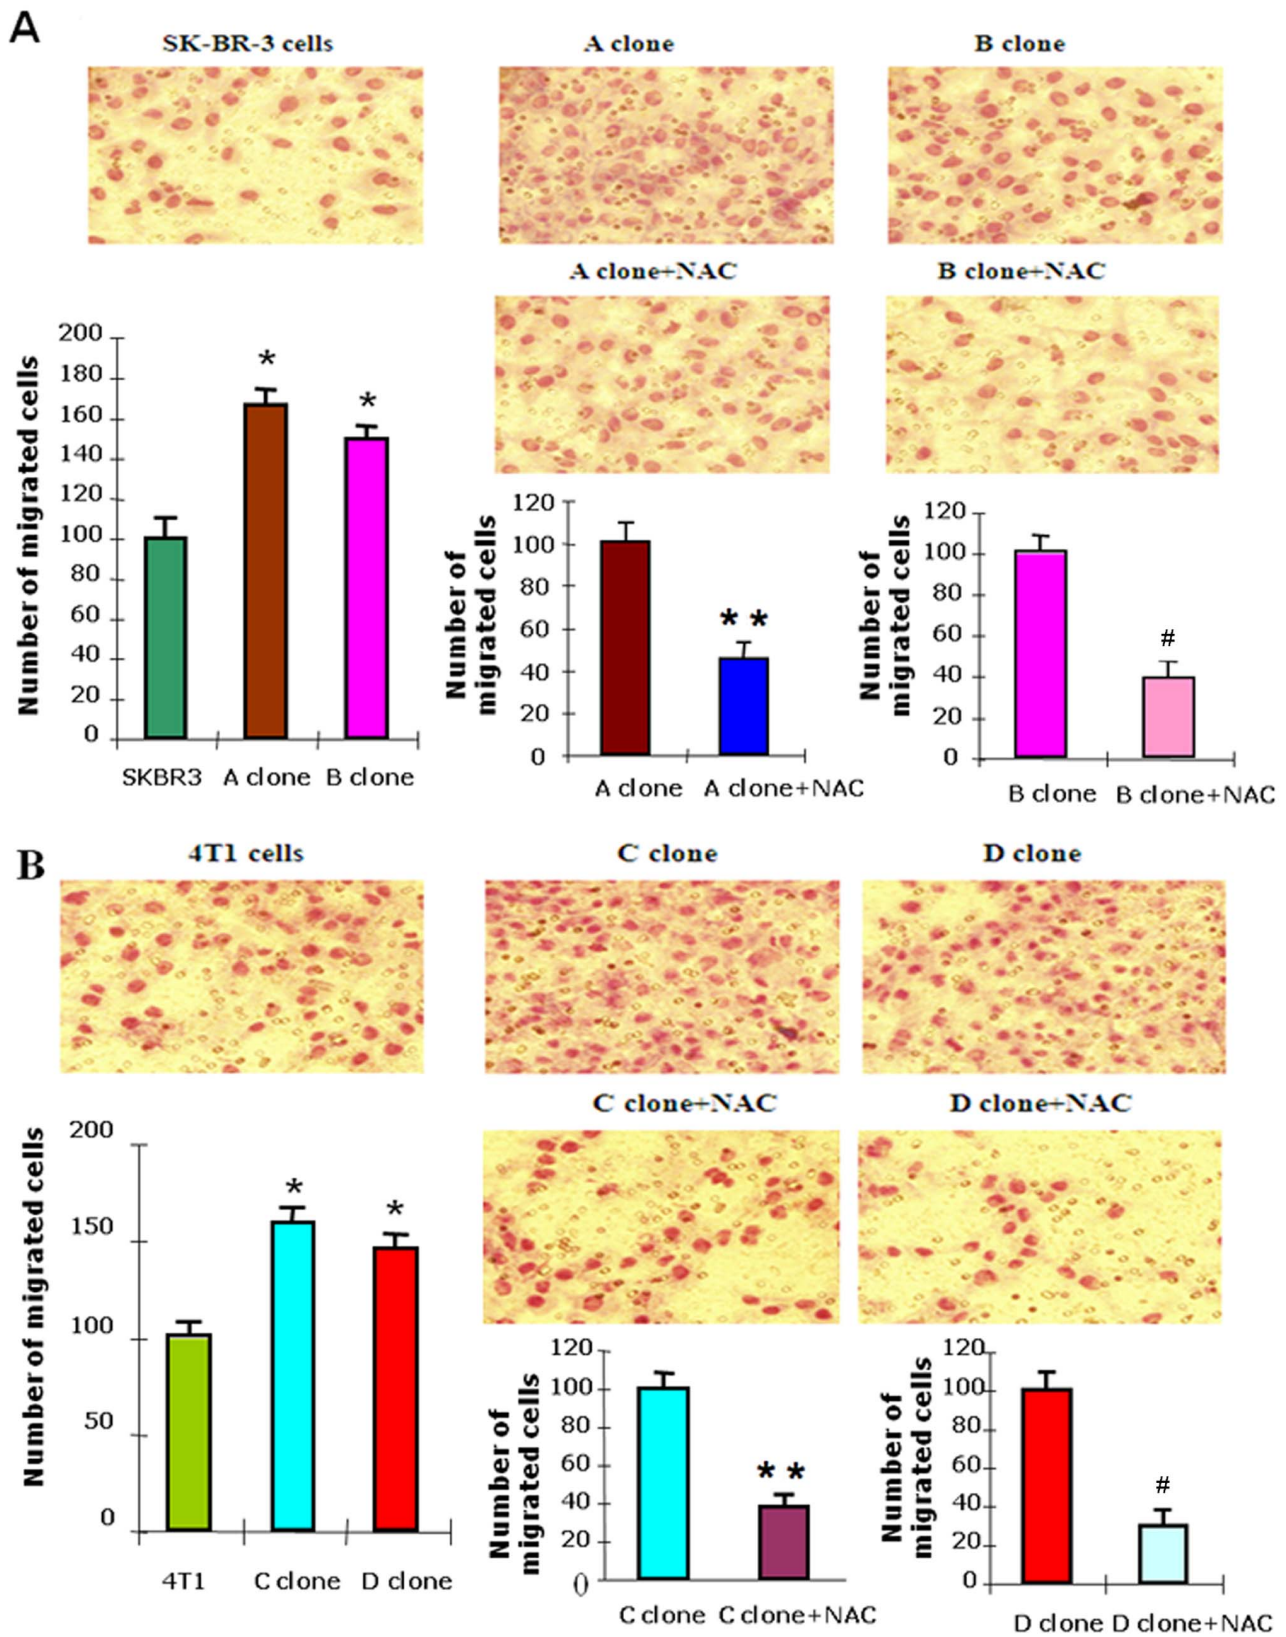 A
SK-BR-3 cells
A clone
B clone
A clone+NAC
B clone+NAC
Number of migrated cells
200
180
160
140
120
100
80
60
40
20
0
*
*
SKBR3
A clone
B clone
Number of
migrated cells
120
100
80
60
40
20
0
* *
A clone
A clone+NAC
Number of
migrated cells
120
100
80
60
40
20
0
#
B clone
B clone+NAC
B
4T1 cells
C clone
D clone
C clone+NAC
D clone+NAC
Number of migrated cells
200
150
100
50
0
*
*
4T1
C clone
D clone
Number of
migrated cells
120
100
80
60
40
20
0
* *
C clone
C clone+NAC
Number of
migrated cells
120
100
80
60
40
20
0
#
D clone
D clone+NAC